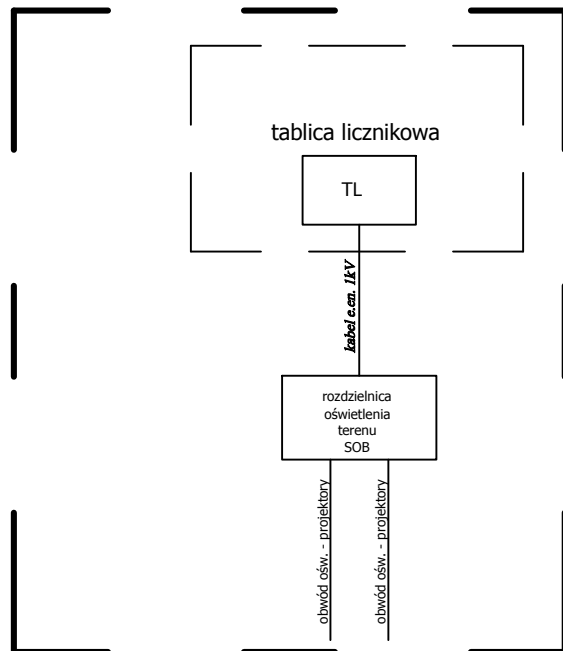 tablica licznikowa
TL
kabel e.en. 1kV
rozdzielnica
oświetlenia
terenu
SOB
obwód ośw. - projektory
obwód ośw. - projektory